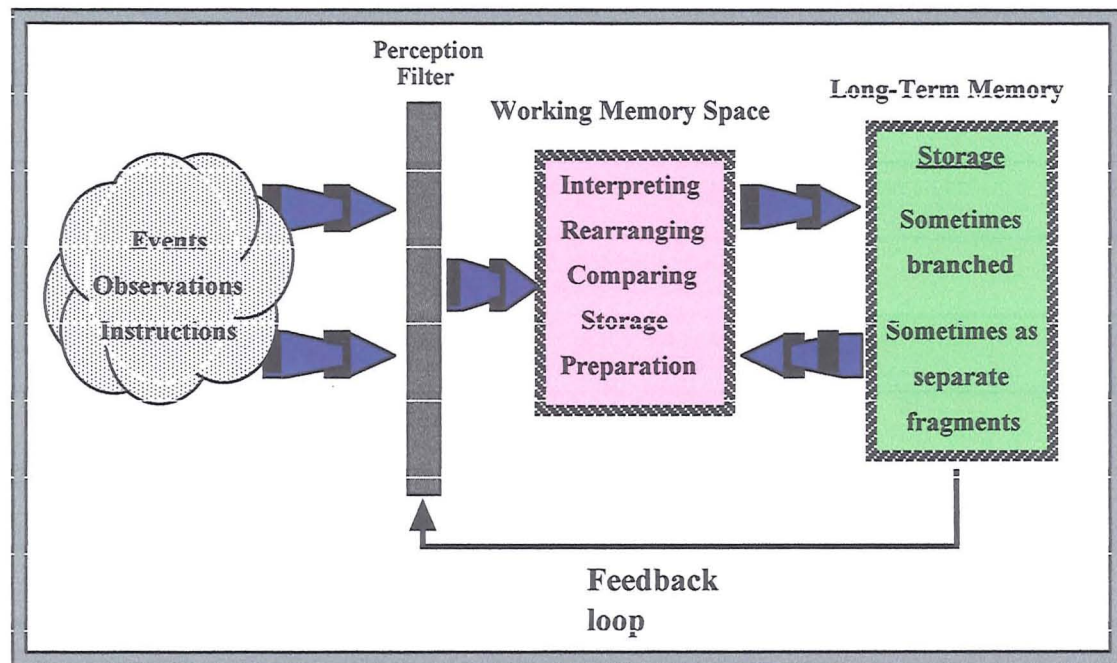 Perception
Filter
Working Memory Space
Long-Term Memory
Events
Observations
Instructions
Interpreting
Rearranging
Comparing
Storage
Preparation
Storage
Sometimes
branched
Sometimes as
separate
fragments
Feedback
loop